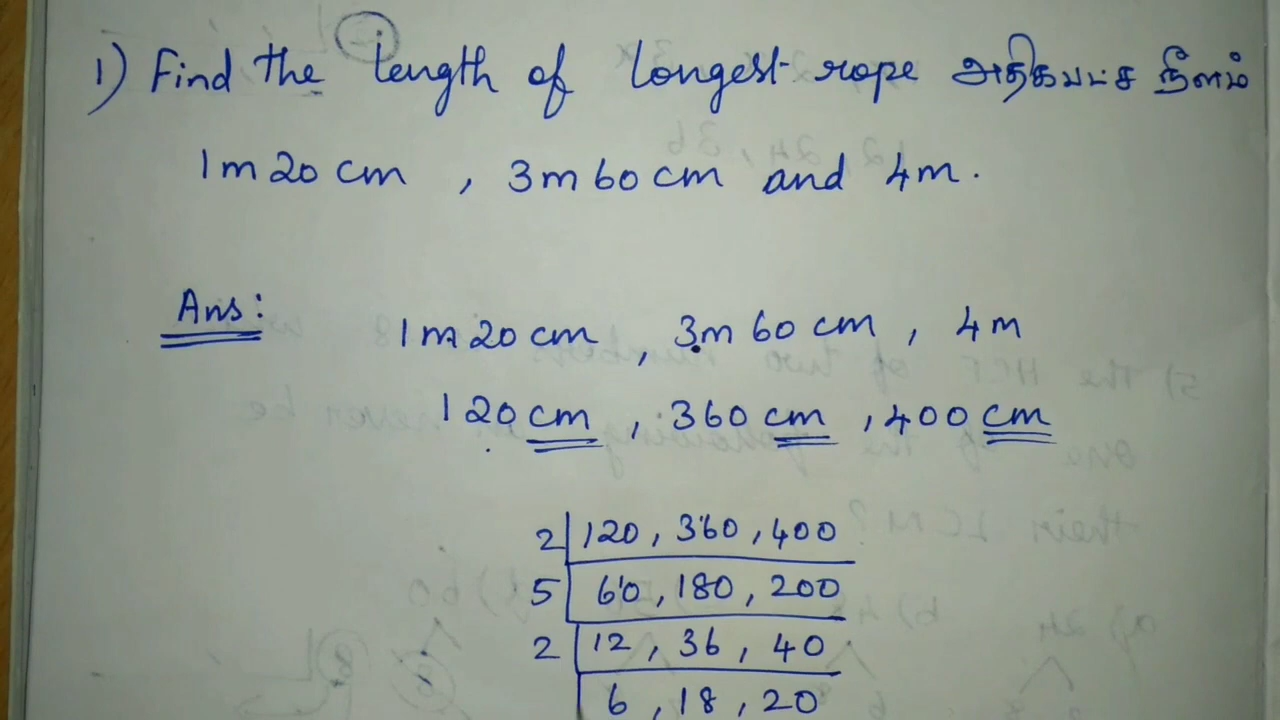 1) Find the length of longest rope அதிகபட்ச நீளம்
1m 20 cm , 3m 60 cm and 4m.
Ans:
1m 20 cm , 3m 60 cm , 4m
120 cm , 360 cm , 400 cm
2 120 , 360 , 400
5 60 , 180 , 200
2 12 , 36 , 40
6 , 18 , 20